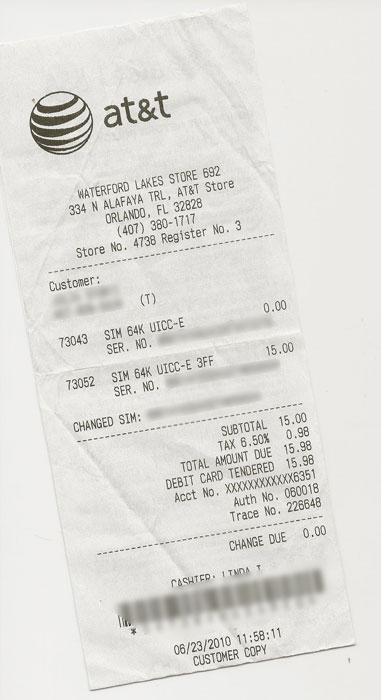 at&t
WATERFORD LAKES STORE 692
334 N ALAFAYA TRL, AT&T Store
ORLANDO, FL 32828
(407) 380-1717
Store No. 4738 Register No. 3
Customer:
(T)
73043 SIM 64K UICC-E 0.00
SER. NO.
73052 SIM 64K UICC-E 3FF 15.00
SER. NO.
CHANGED SIM:
SUBTOTAL 15.00
TAX 6.50% 0.98
TOTAL AMOUNT DUE 15.98
DEBIT CARD TENDERED 15.98
Acct No. XXXXXXXXXXXX6351
Auth No. 060018
Trace No. 228648
CHANGE DUE 0.00
CASHIER: LINDA T
*
06/23/2010 11:58:11
CUSTOMER COPY